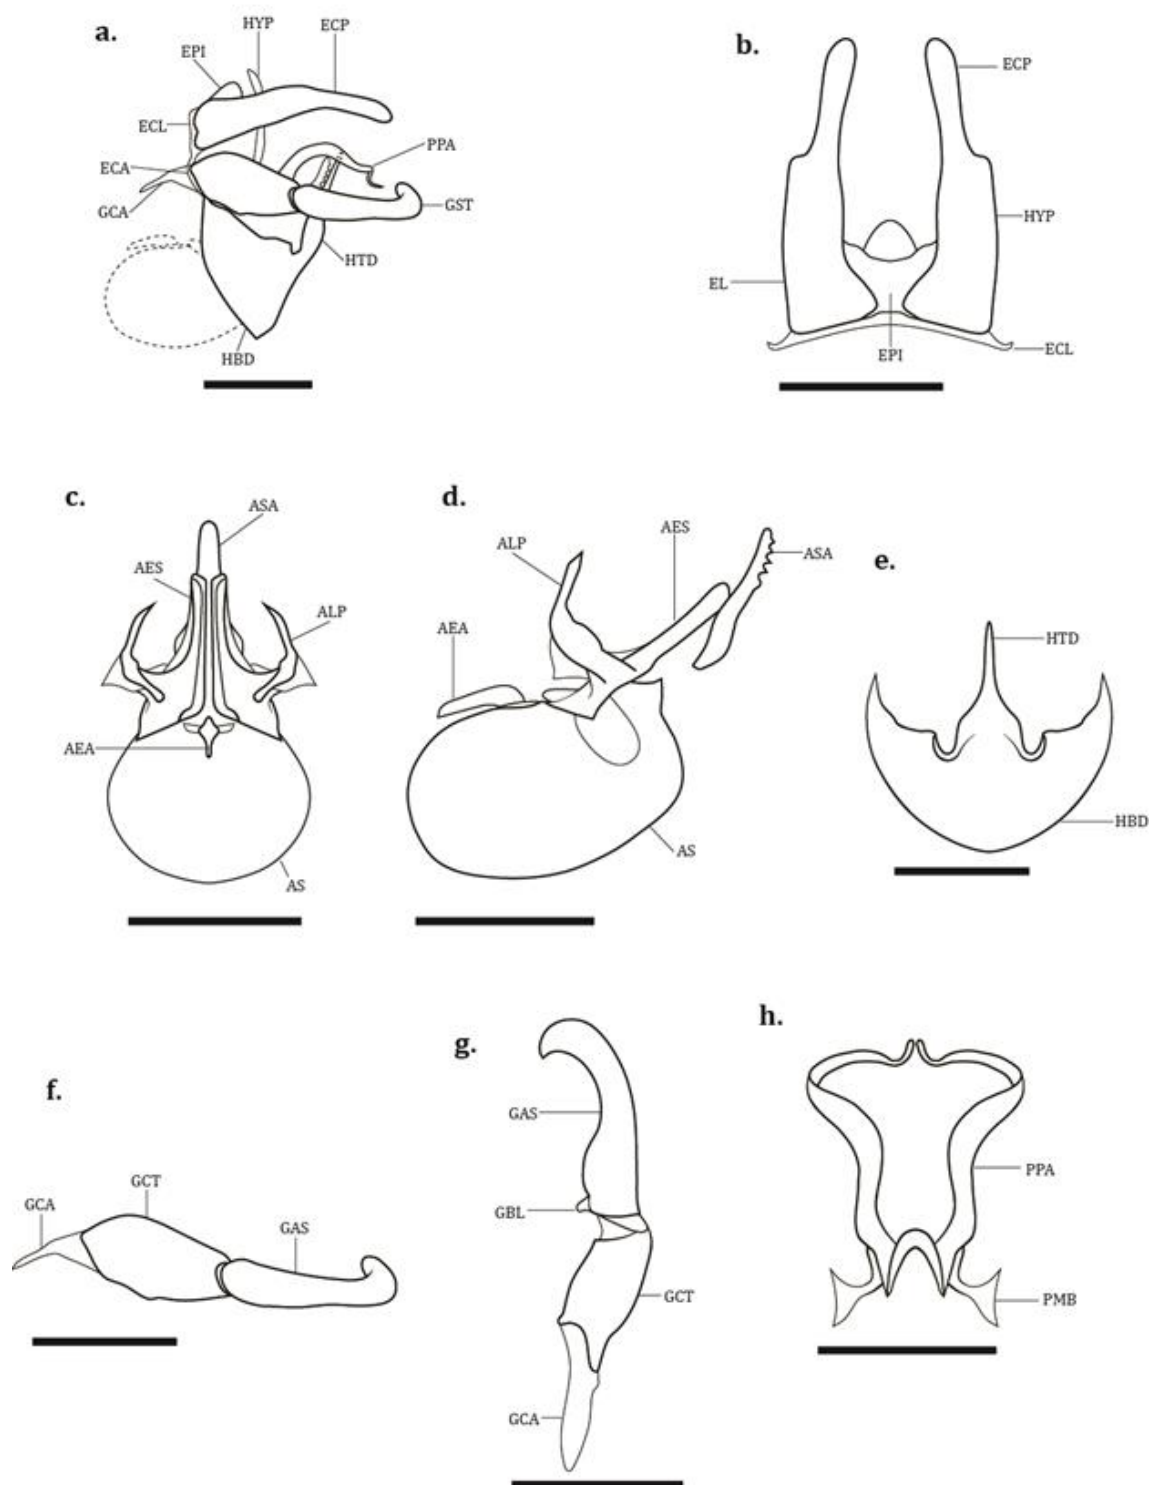 a.
HYP
ECP
EPI
ECL
ECA
GCA
PPA
GST
HTD
HBD
b.
ECP
HYP
EL
EPI
ECL
c.
ASA
AES
ALP
AEA
AS
d.
AES
ALP
ASA
AEA
AS
e.
HTD
HBD
f.
GCT
GCA
GAS
g.
GAS
GBL
GCT
GCA
h.
PPA
PMB